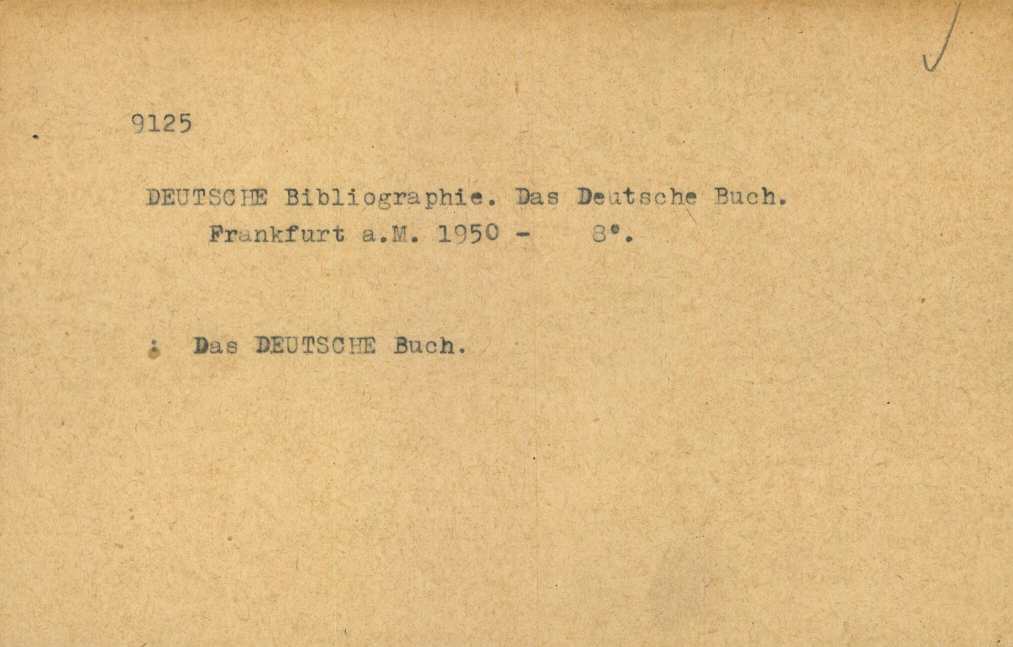 9125
DEUTSCHE Bibliographie. Das Deutsche Buch.
Frankfurt a.M. 1950 - 8°.
: Das DEUTSCHE Buch.